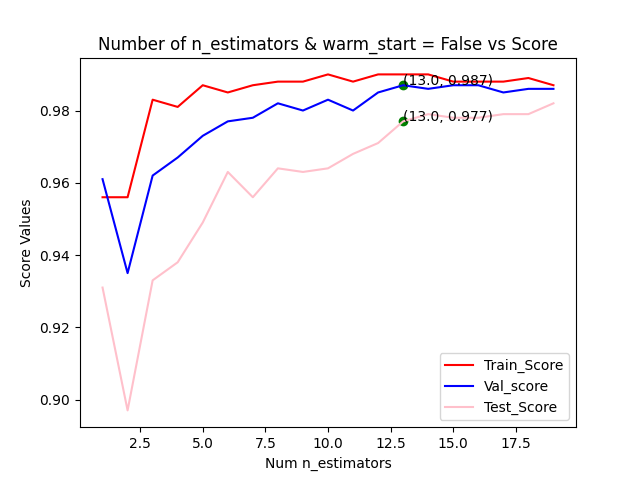 Number of n_estimators & warm_start = False vs Score
(13.0, 0.987)
(13.0, 0.977)
0.98
0.96
0.94
0.92
0.90
Score Values
Train_Score
Val_score
Test_Score
2.5 5.0 7.5 10.0 12.5 15.0 17.5
Num n_estimators